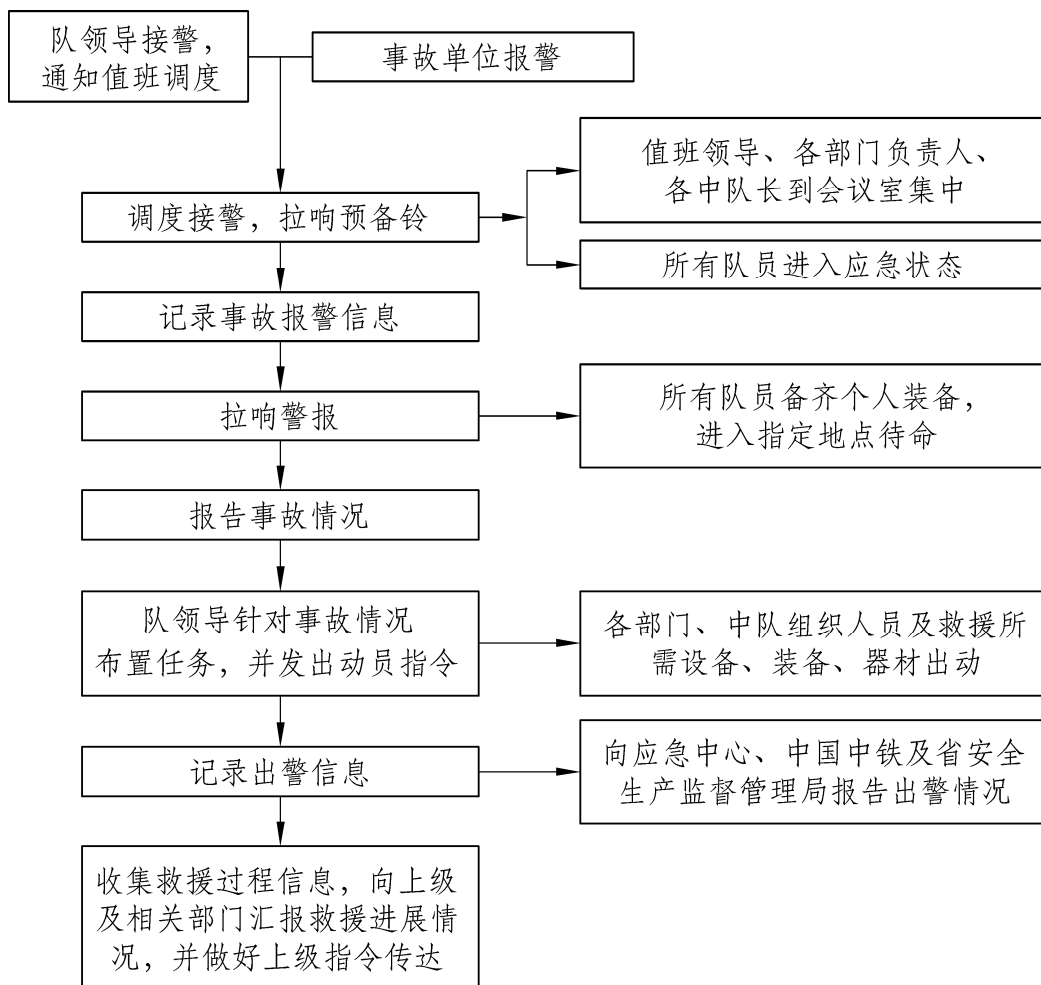 队领导接警，
通知值班调度
事故单位报警
值班领导、各部门负责人、
各中队长到会议室集中
调度接警，拉响预备铃
所有队员进入应急状态
记录事故报警信息
拉响警报
所有队员备齐个人装备，
进入指定地点待命
报告事故情况
队领导针对事故情况
布置任务，并发出动员指令
各部门、中队组织人员及救援所
需设备、装备、器材出动
记录出警信息
向应急中心、中国中铁及省安全
生产监督管理局报告出警情况
收集救援过程信息，向上级
及相关部门汇报救援进展情
况，并做好上级指令传达